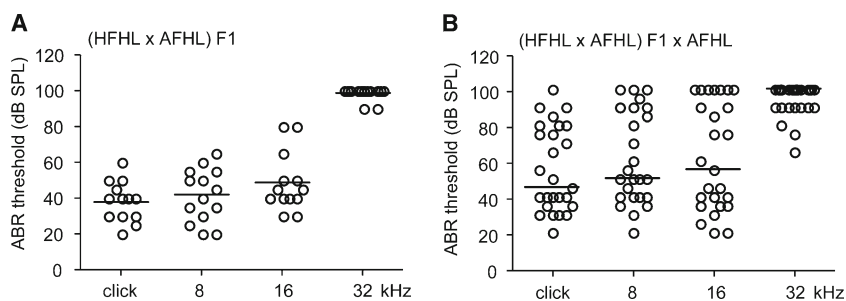 A
(HFHL x AFHL) F1
ABR threshold (dB SPL)
120
100
80
60
40
20
0
click
8
16
32 kHz
B
(HFHL x AFHL) F1 x AFHL
ABR threshold (dB SPL)
120
100
80
60
40
20
0
click
8
16
32 kHz